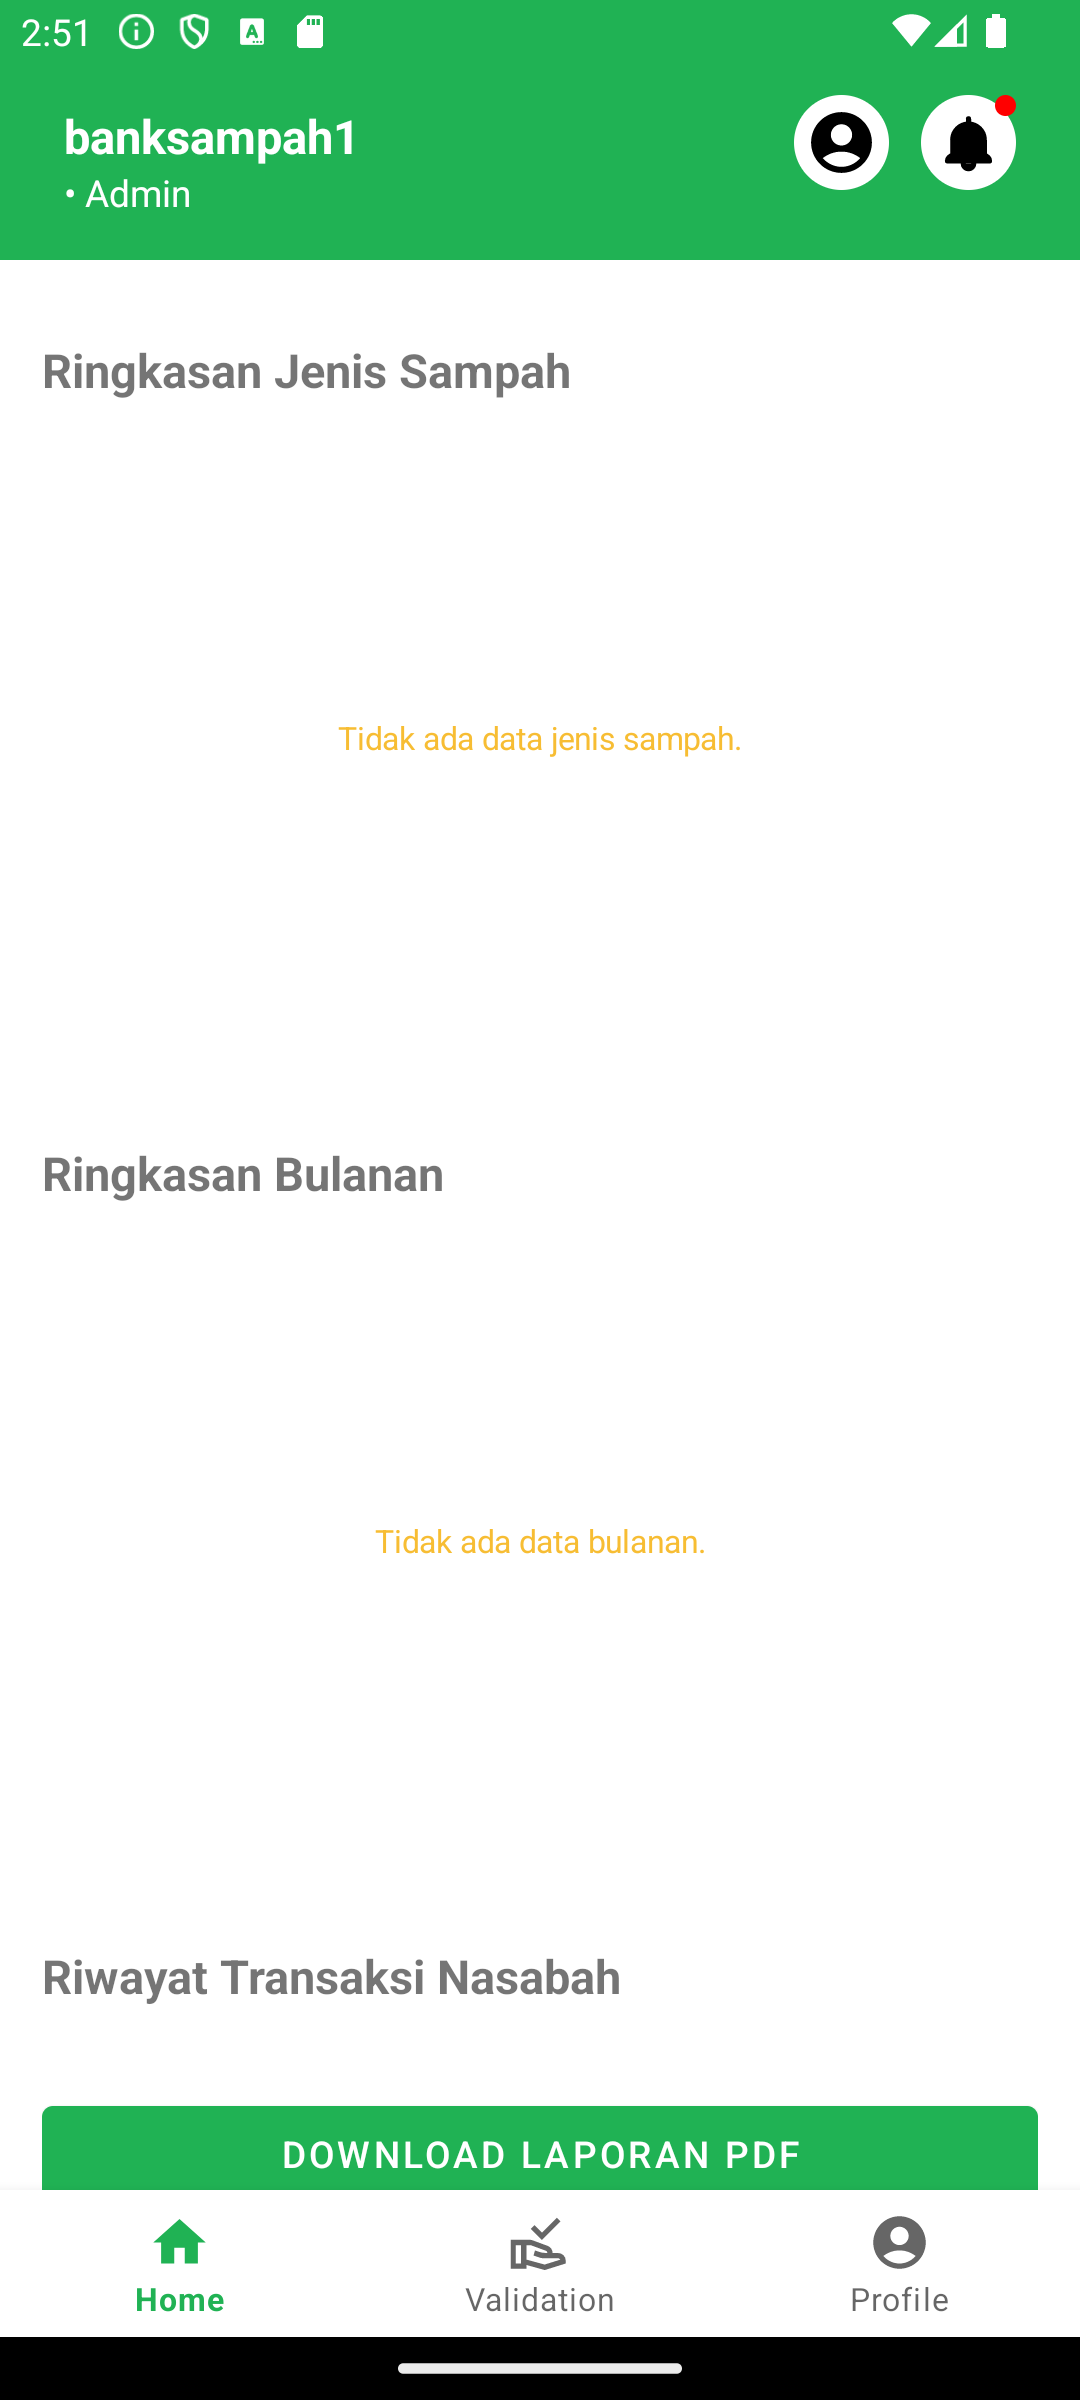 2:51
banksampah1
• Admin
Ringkasan Jenis Sampah
Tidak ada data jenis sampah.
Ringkasan Bulanan
Tidak ada data bulanan.
Riwayat Transaksi Nasabah
DOWNLOAD LAPORAN PDF
Home
Validation
Profile